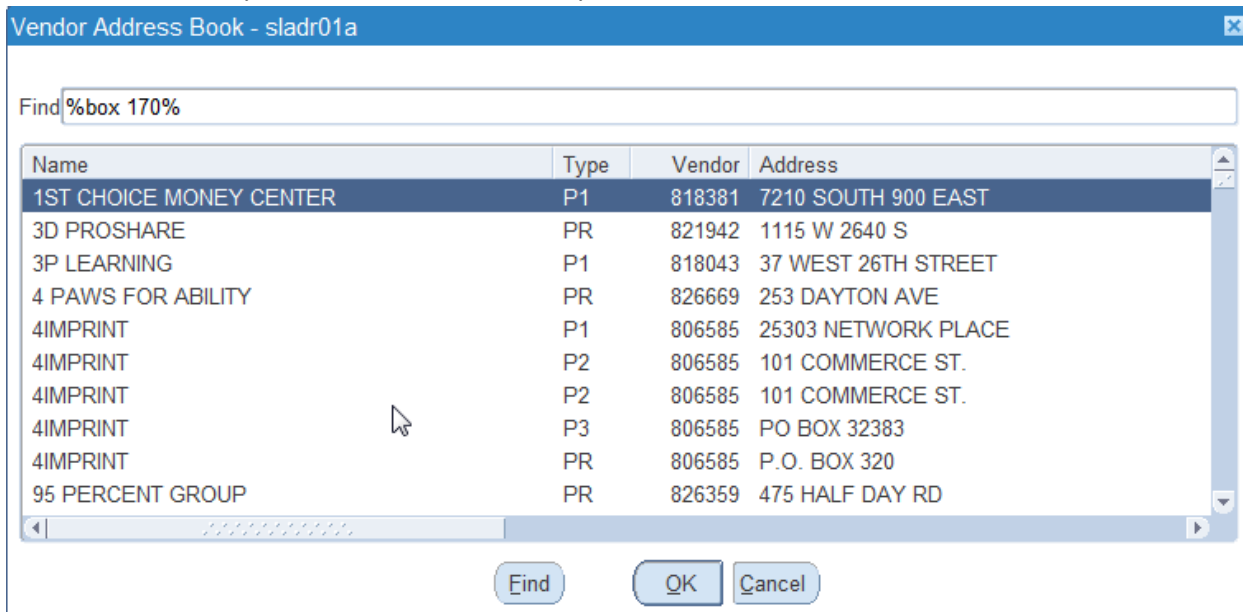 Vendor Address Book - sladr01a
Find %box 170%
Name Type Vendor Address
1ST CHOICE MONEY CENTER P1 818381 7210 SOUTH 900 EAST
3D PROSHARE PR 821942 1115 W 2640 S
3P LEARNING P1 818043 37 WEST 26TH STREET
4 PAWS FOR ABILITY PR 826669 253 DAYTON AVE
4IMPRINT P1 806585 25303 NETWORK PLACE
4IMPRINT P2 806585 101 COMMERCE ST.
4IMPRINT P2 806585 101 COMMERCE ST.
4IMPRINT P3 806585 PO BOX 32383
4IMPRINT PR 806585 P.O. BOX 320
95 PERCENT GROUP PR 826359 475 HALF DAY RD
Find OK Cancel